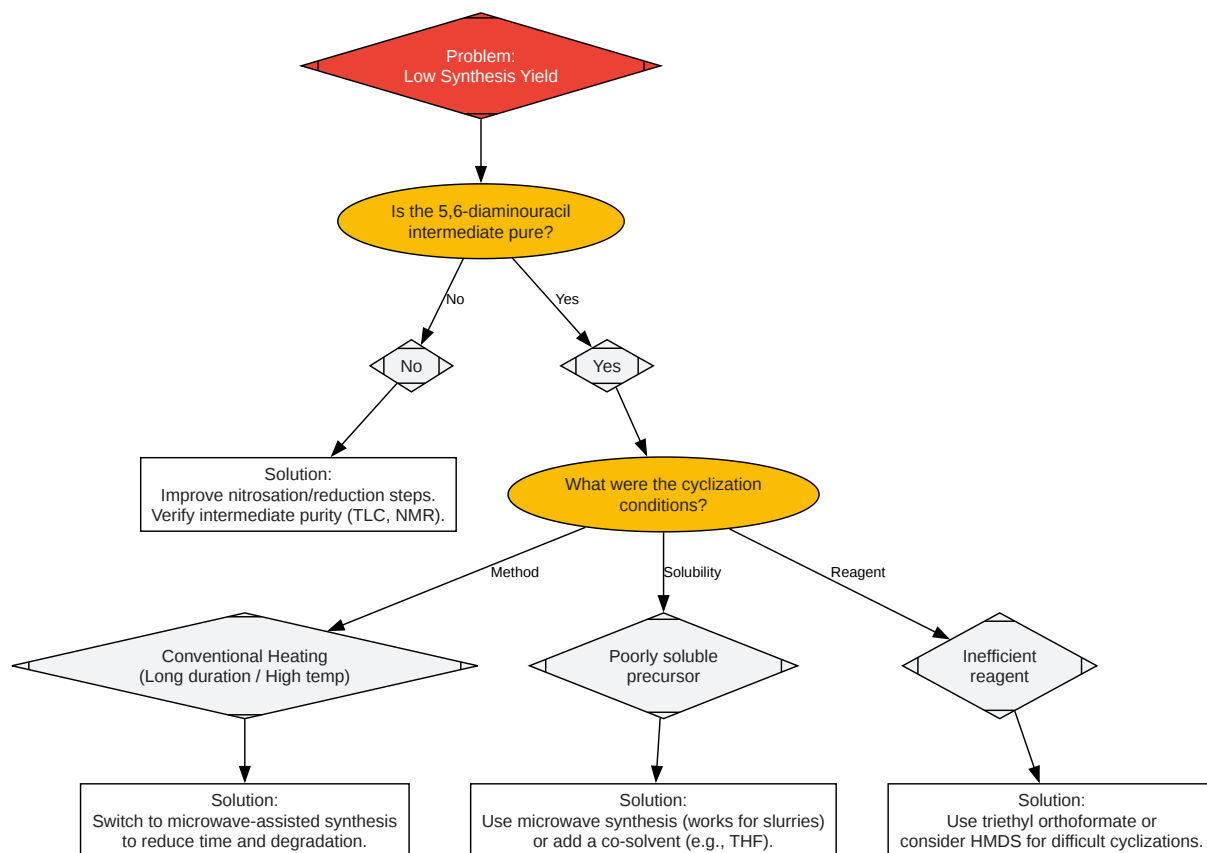 Problem:
Low Synthesis Yield
Is the 5,6-diaminouracil
intermediate pure?
No
Yes
No
Yes
Solution:
Improve nitrosation/reduction steps.
Verify intermediate purity (TLC, NMR).
What were the cyclization
conditions?
Method
Solubility
Reagent
Conventional Heating
(Long duration / High temp)
Poorly soluble
precursor
Inefficient
reagent
Solution:
Switch to microwave-assisted synthesis
to reduce time and degradation.
Solution:
Use microwave synthesis (works for slurries)
or add a co-solvent (e.g., THF).
Solution:
Use triethyl orthoformate or
consider HMDS for difficult cyclizations.